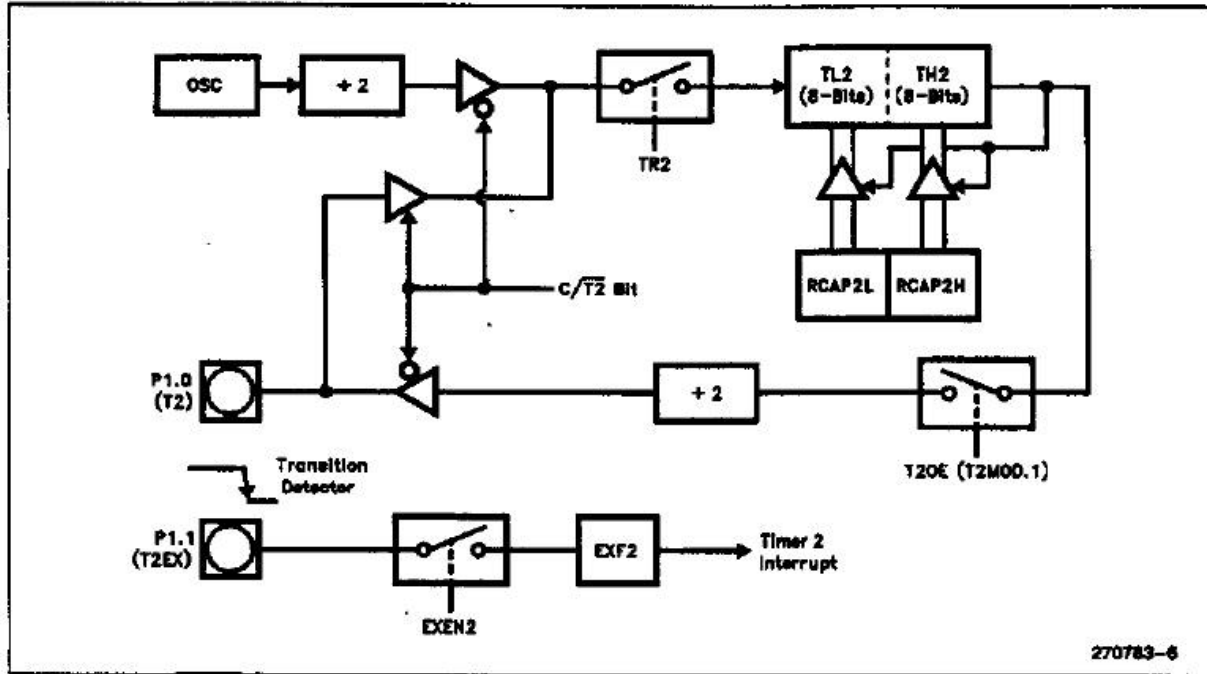 OSC
÷ 2
TL2
(8-Bits)
TH2
(8-Bits)
TR2
C/T2 Bit
RCAP2L
RCAP2H
P1.0
(T2)
÷ 2
T2OE (T2MOD.1)
Transition
Detector
P1.1
(T2EX)
EXF2
Timer 2
Interrupt
EXEN2
270783-6